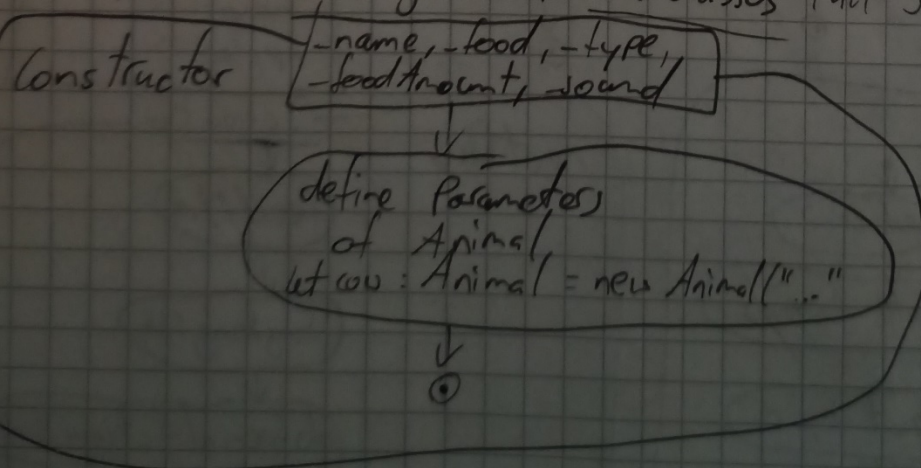 Constructor
-name, -food, -type,
-foodAmount, -sound
define Parameters
of Animal
let cow : Animal = new Animal("..."